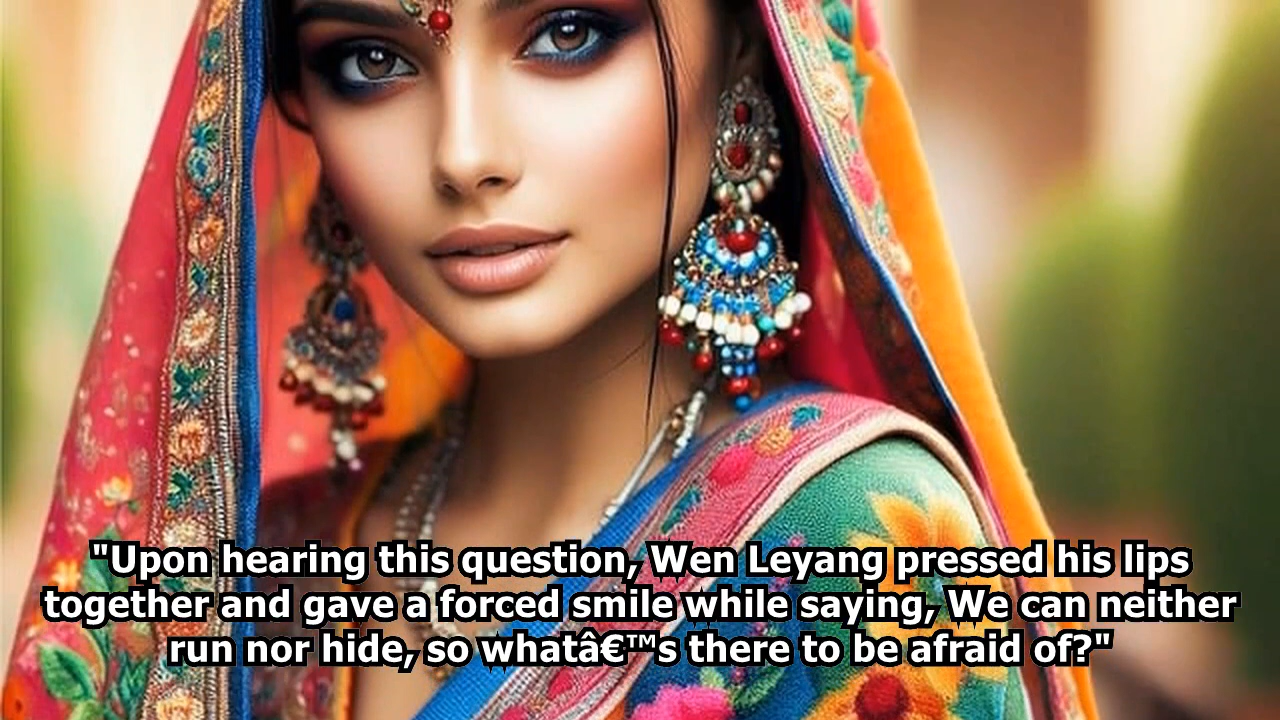 "Upon hearing this question, Wen Leyang pressed his lips
together and gave a forced smile while saying, We can neither
run nor hide, so whatâ€™s there to be afraid of?"